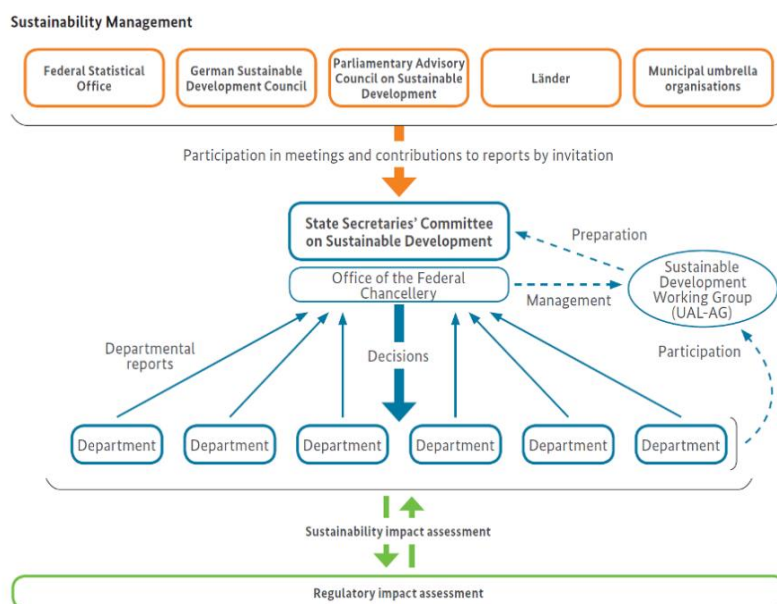 Sustainability Management
Federal Statistical
Office
German Sustainable
Development Council
Parliamentary Advisory
Council on Sustainable
Development
Länder
Municipal umbrella
organisations
Participation in meetings and contributions to reports by invitation
State Secretaries' Committee
on Sustainable Development
Preparation
Office of the Federal
Chancellery
Management
Sustainable
Development
Working Group
(UAL-AG)
Departmental
reports
Decisions
Participation
Department
Department
Department
Department
Department
Department
Sustainability impact assessment
Regulatory impact assessment